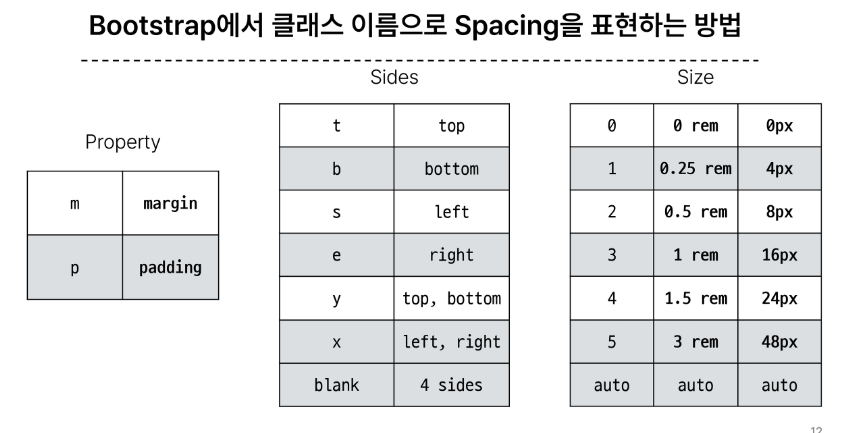 Bootstrap에서 클래스 이름으로 Spacing을 표현하는 방법
Property
m margin
p padding
Sides
t top
b bottom
s left
e right
y top, bottom
x left, right
blank 4 sides
Size
0 0 rem 0px
1 0.25 rem 4px
2 0.5 rem 8px
3 1 rem 16px
4 1.5 rem 24px
5 3 rem 48px
auto auto auto
12